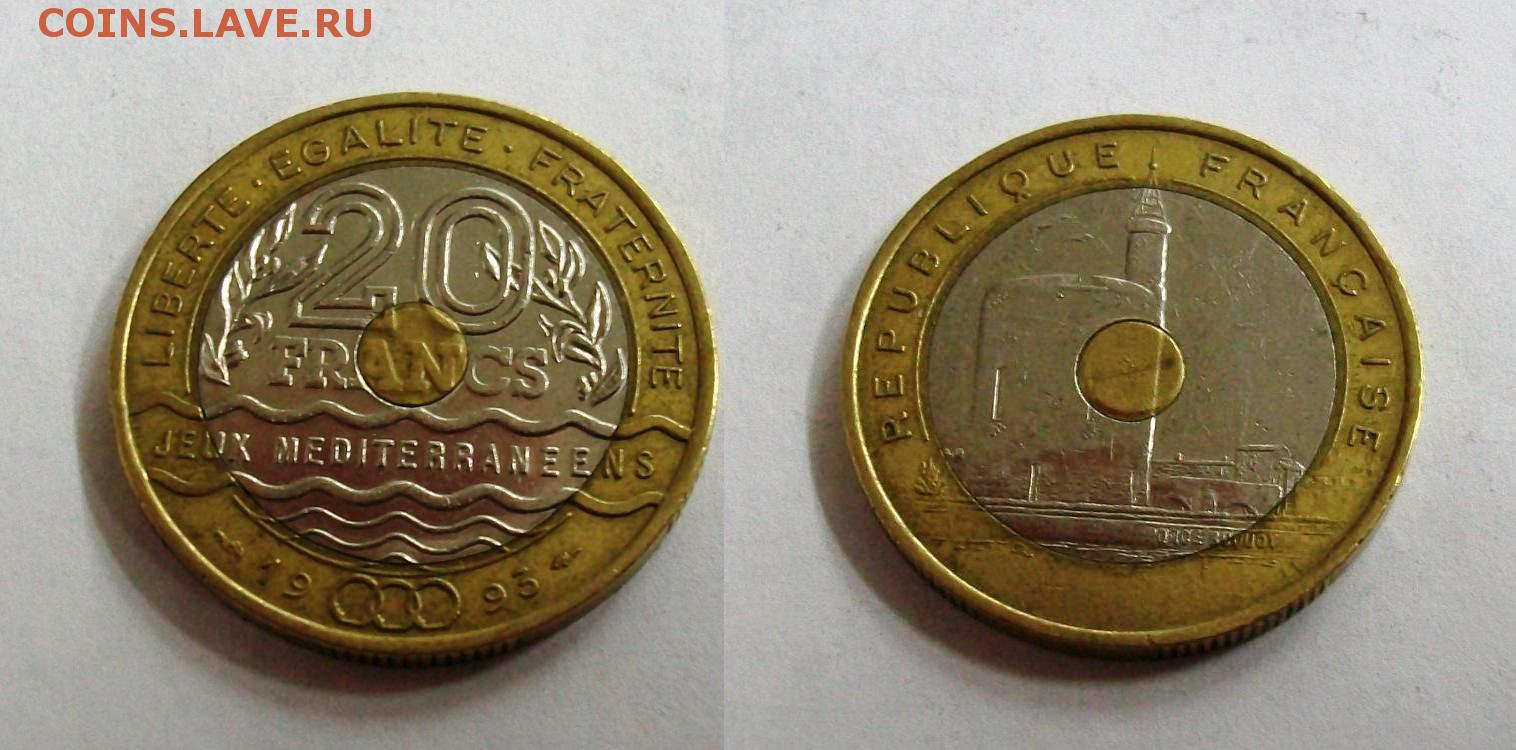 COINS.LAVE.RU
LIBERTE · EGALITE · FRATERNITE
20
FRANCS
JEUX MEDITERRANEENS
1993
REPUBLIQUE FRANÇAISE